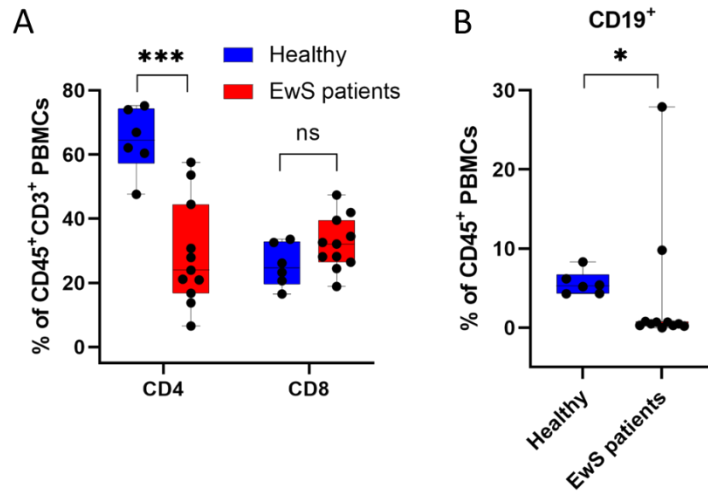 A
Healthy
EwS patients
***
ns
% of CD45⁺CD3⁺ PBMCs
80
60
40
20
0
CD4
CD8
B
CD19⁺
*
% of CD45⁺ PBMCs
30
20
10
0
Healthy
EwS patients